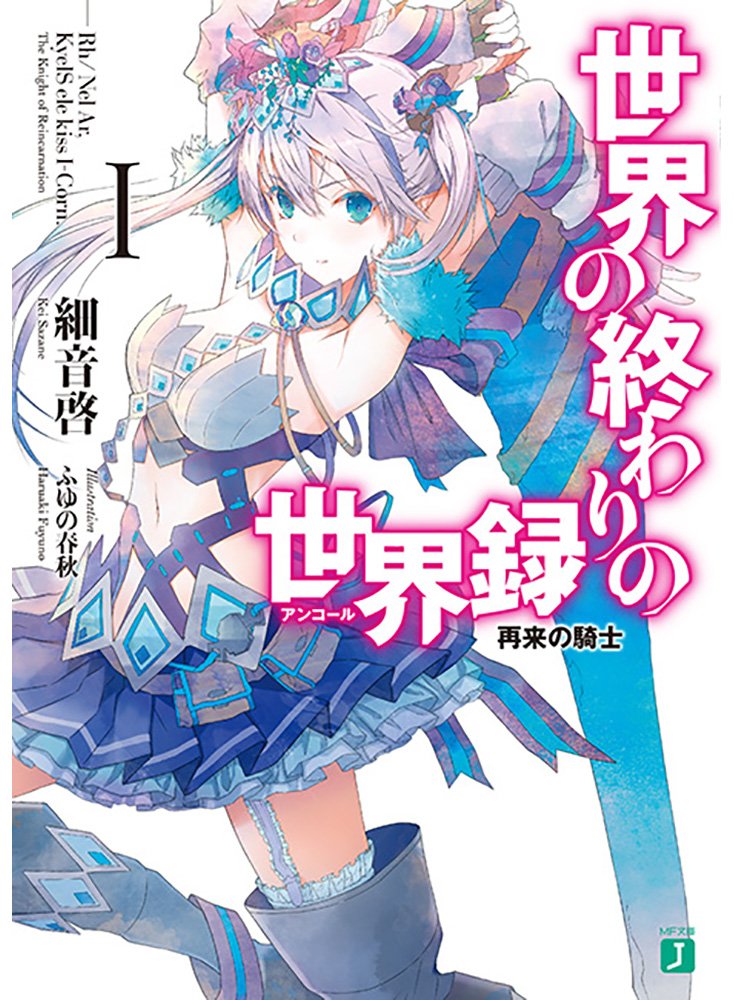 世界の終わりの
世界録
アンコール
再来の騎士
I
Rh/ Nel Ar,
KyelS ele kiss I-Corn.
The Knight of Reincarnation
細音啓
Kei Sazane
Illustration
ふゆの春秋
Haruaki Fuyuno
MF文庫
J